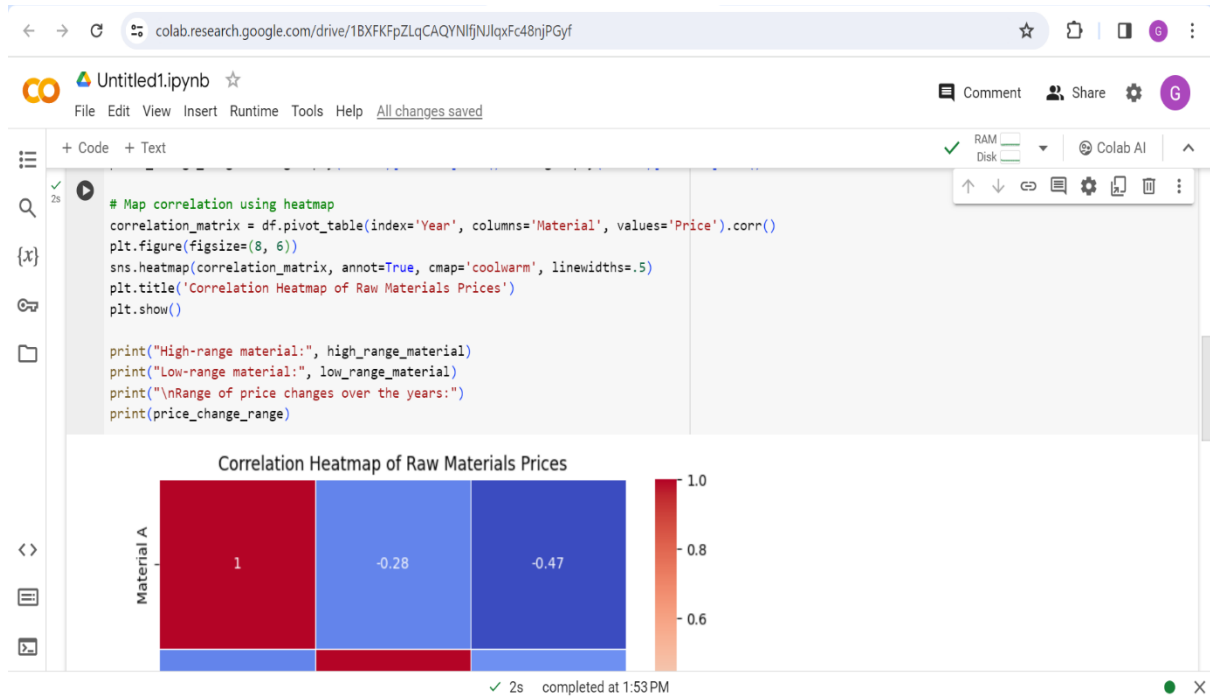 colab.research.google.com/drive/1BXFKFpZLqCAQYNlfjNJlqxFc48njPGyf
G
CO
Untitled1.ipynb
Comment
Share
G
File Edit View Insert Runtime Tools Help All changes saved
+ Code + Text
RAM
Disk
Colab AI
2s
# Map correlation using heatmap
correlation_matrix = df.pivot_table(index='Year', columns='Material', values='Price').corr()
plt.figure(figsize=(8, 6))
sns.heatmap(correlation_matrix, annot=True, cmap='coolwarm', linewidths=.5)
plt.title('Correlation Heatmap of Raw Materials Prices')
plt.show()
print("High-range material:", high_range_material)
print("Low-range material:", low_range_material)
print("\nRange of price changes over the years:")
print(price_change_range)
{x}
Correlation Heatmap of Raw Materials Prices
Material A
1
-0.28
-0.47
1.0
0.8
0.6
2s completed at 1:53 PM